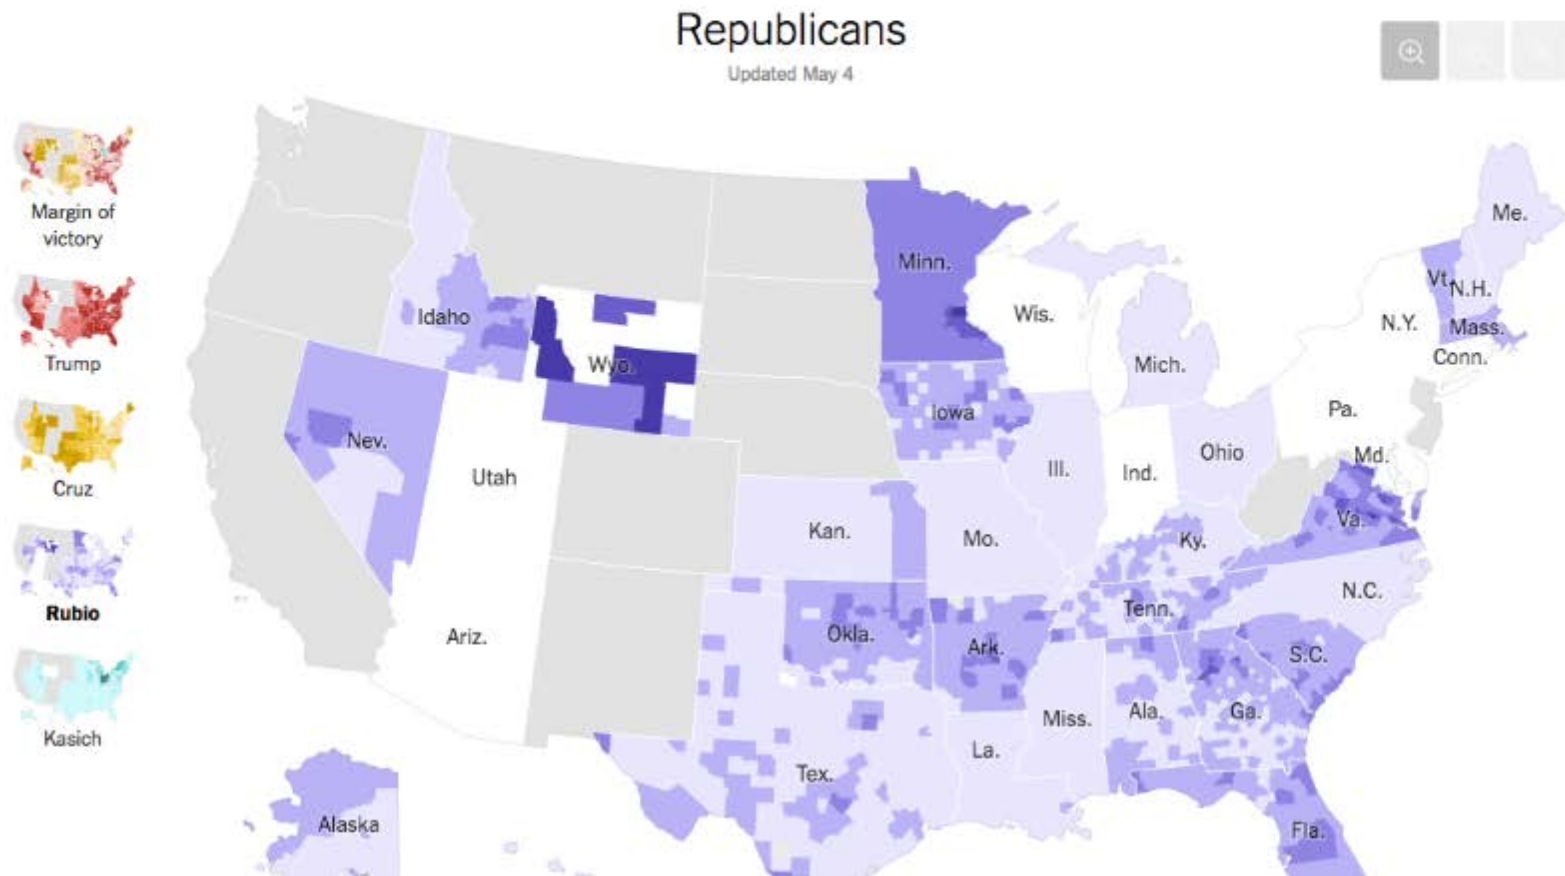 Republicans
Updated May 4
Margin of
victory
Trump
Cruz
Rubio
Kasich
Me.
Minn.
Vt.
N.H.
Idaho
Wis.
N.Y.
Mass.
Wyo.
Mich.
Conn.
Iowa
Pa.
Nev.
Ohio
Md.
Utah
Ill.
Ind.
Kan.
Mo.
Ky.
Va.
N.C.
Ariz.
Okla.
Ark.
Tenn.
S.C.
Miss.
Ala.
Ga.
La.
Tex.
Alaska
Fla.